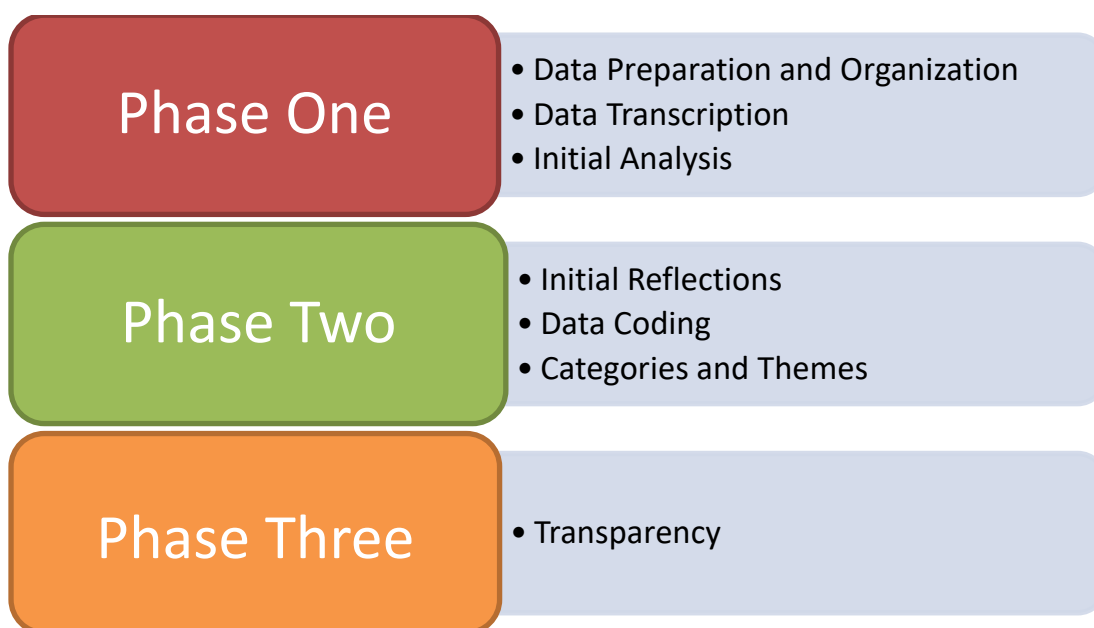 Phase One
• Data Preparation and Organization
• Data Transcription
• Initial Analysis
Phase Two
• Initial Reflections
• Data Coding
• Categories and Themes
Phase Three
• Transparency